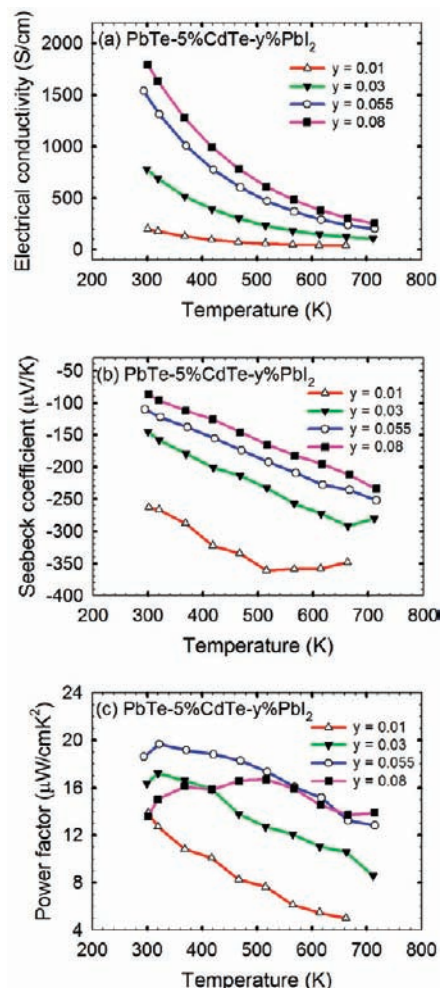 (a) PbTe-5%CdTe-y%PbI2
y = 0.01
y = 0.03
y = 0.055
y = 0.08
Electrical conductivity (S/cm)
2000
1500
1000
500
0
200 300 400 500 600 700 800
Temperature (K)
(b) PbTe-5%CdTe-y%PbI2
y = 0.01
y = 0.03
y = 0.055
y = 0.08
Seebeck coefficient (μV/K)
-50
-100
-150
-200
-250
-300
-350
-400
200 300 400 500 600 700 800
Temperature (K)
(c) PbTe-5%CdTe-y%PbI2
y = 0.01
y = 0.03
y = 0.055
y = 0.08
Power factor (μW/cmK²)
24
20
16
12
8
4
200 300 400 500 600 700 800
Temperature (K)